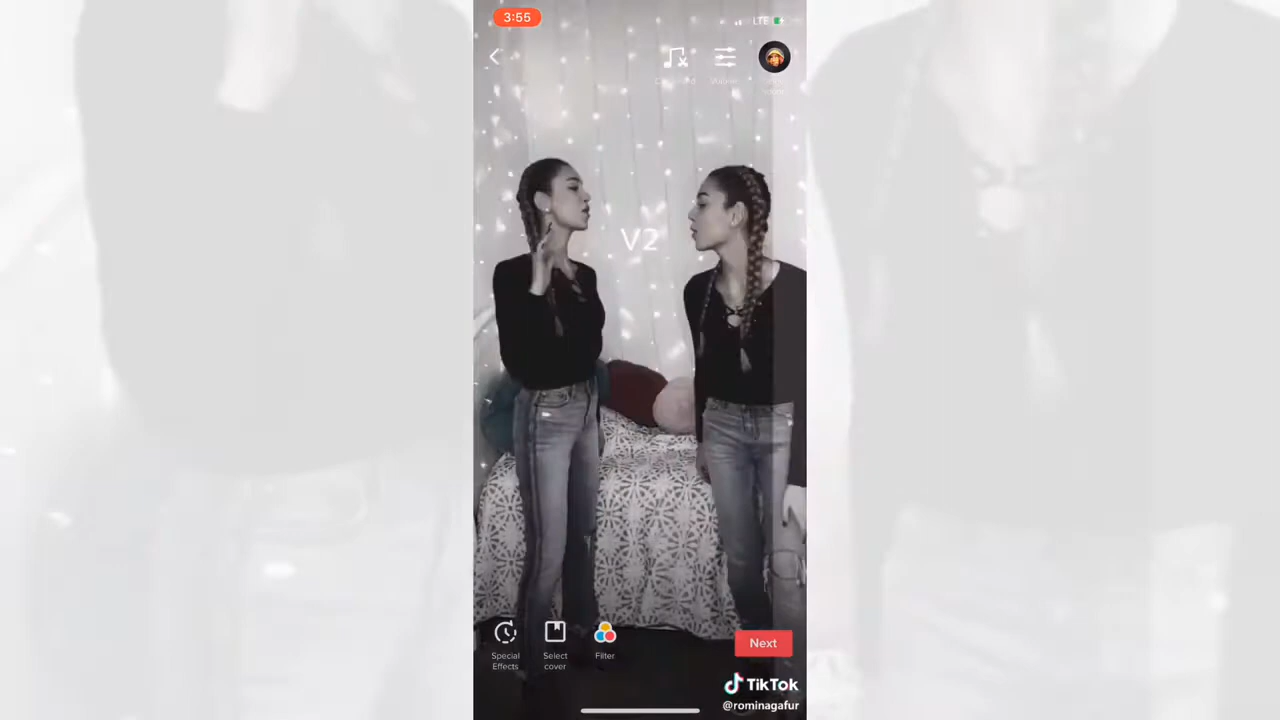 3:55
LTE
V2
Special
Effects
Select
cover
Filter
Next
TikTok
@rominagafur